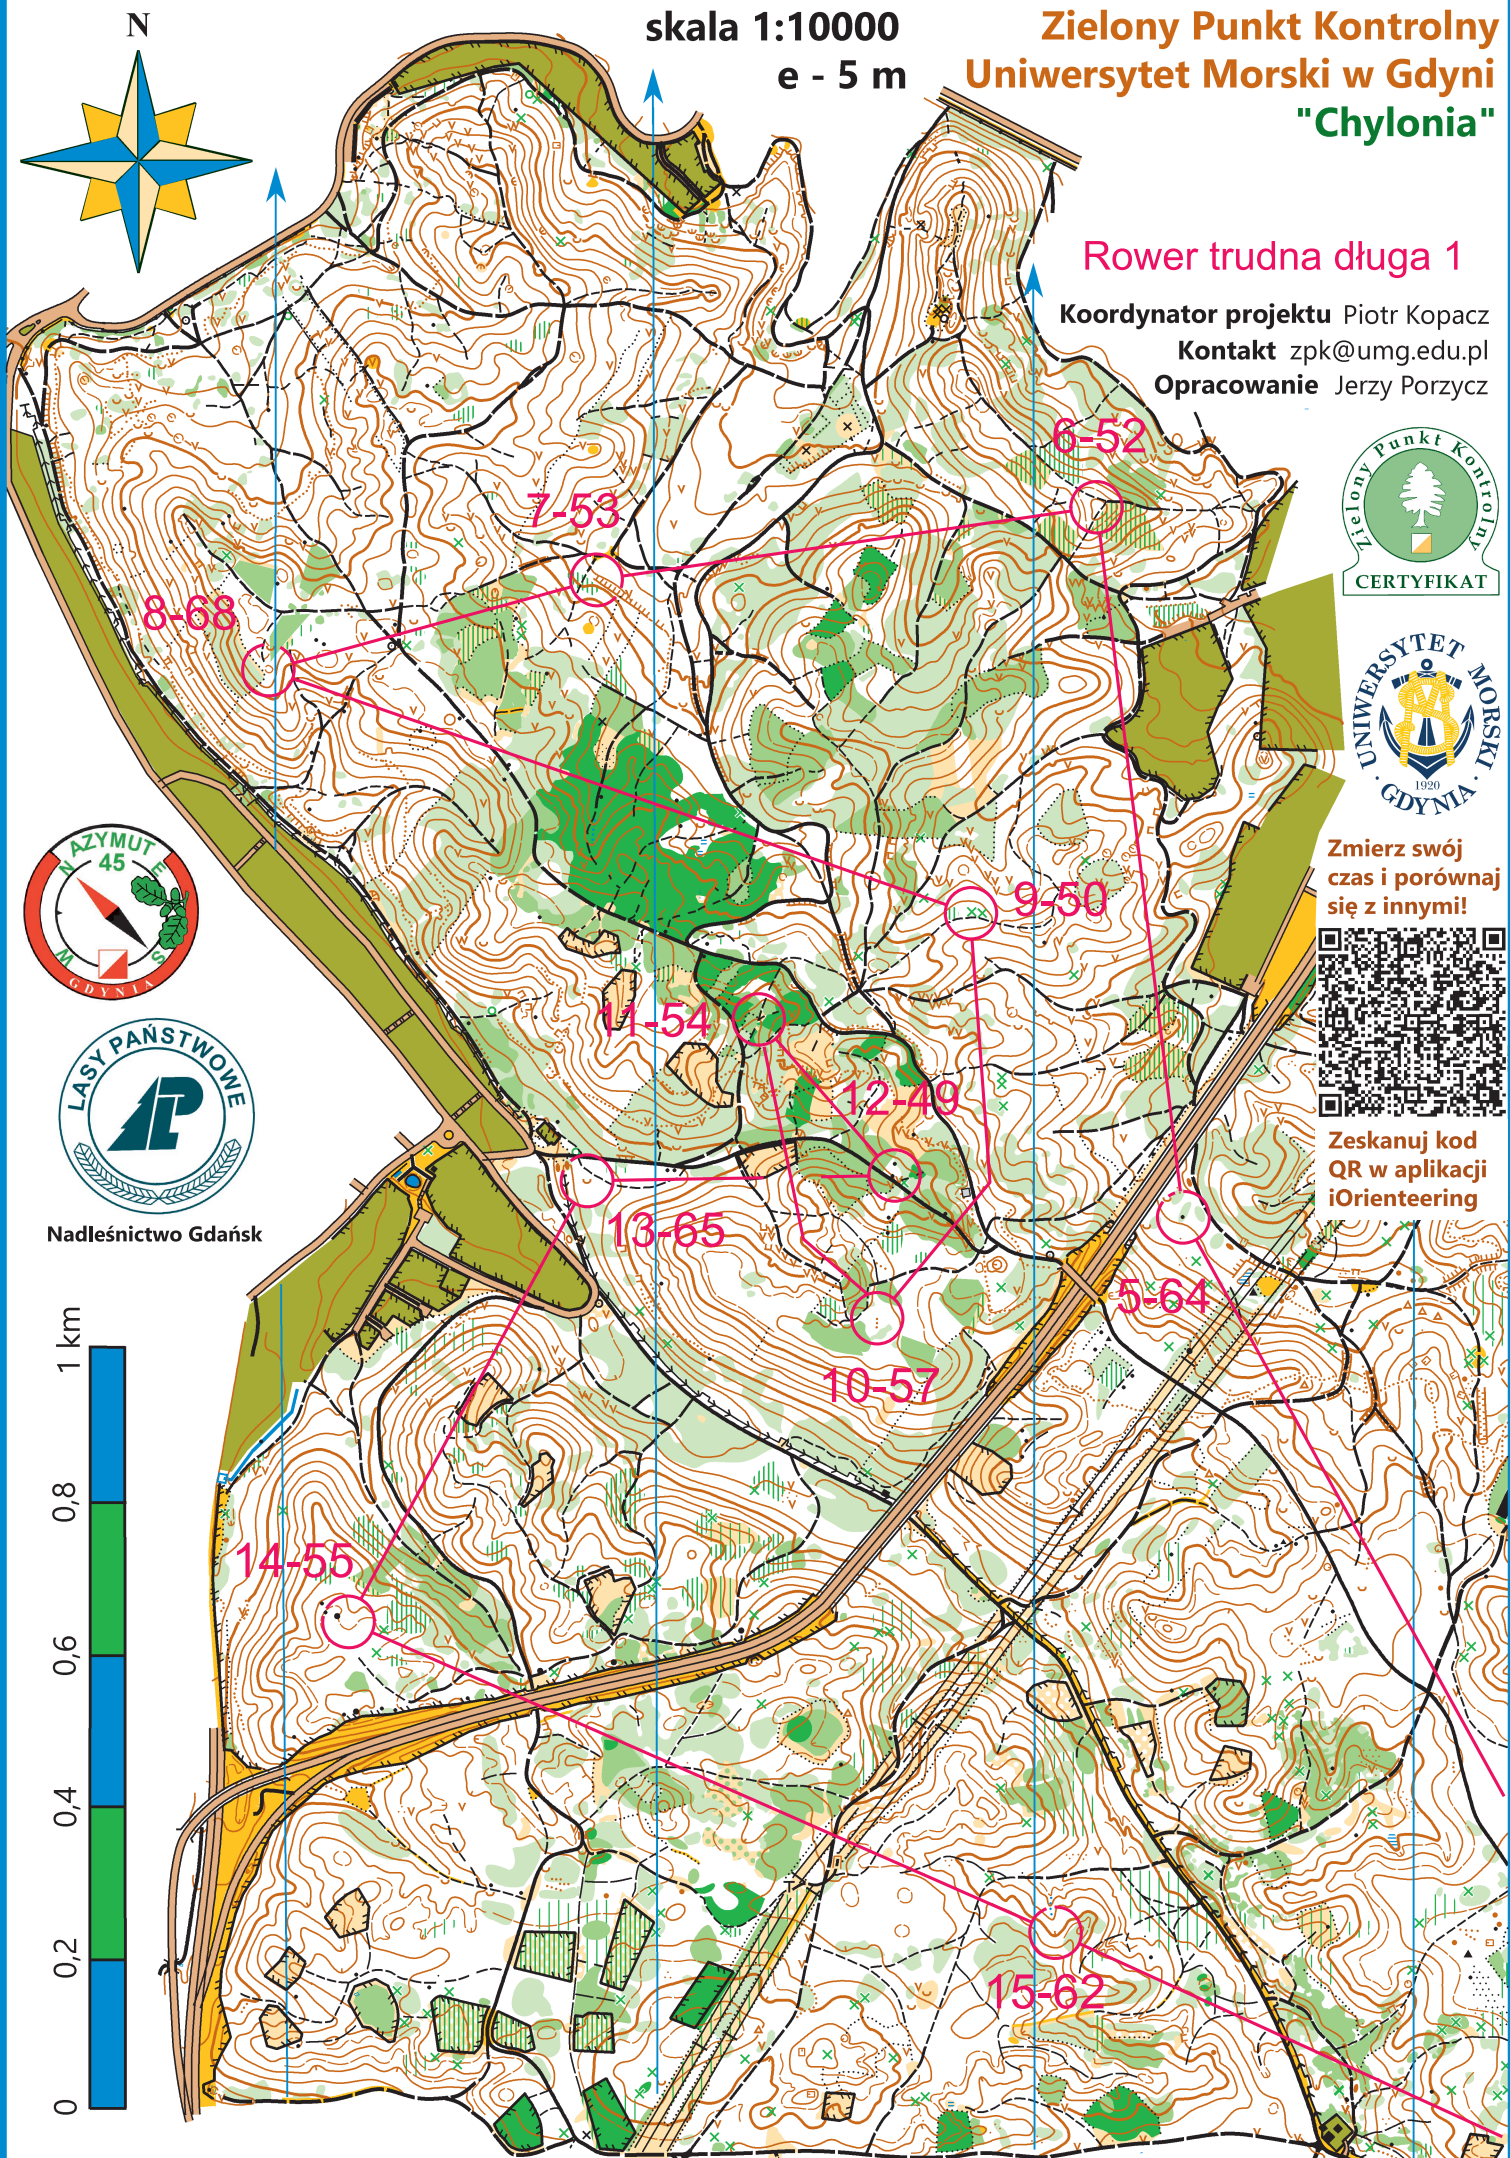 N
skala 1:10000
e - 5 m
Zielony Punkt Kontrolny
Uniwersytet Morski w Gdyni
"Chylonia"
Rower trudna długa 1
Koordynator projektu Piotr Kopacz
Kontakt zpk@umg.edu.pl
Opracowanie Jerzy Porzycz
Zielony Punkt Kontrolny
CERTYFIKAT
UNIWERSYTET MORSKI
1920
· GDYNIA ·
Zmierz swój
czas i porównaj
się z innymi!
Zeskanuj kod
QR w aplikacji
iOrienteering
AZYMUT
45
N
E
W
S
GDYNIA
LASY PAŃSTWOWE
LP
Nadleśnictwo Gdańsk
6-52
7-53
8-68
9-50
11-54
12-49
13-65
5-64
10-57
14-55
15-62
1 km
0,8
0,6
0,4
0,2
0